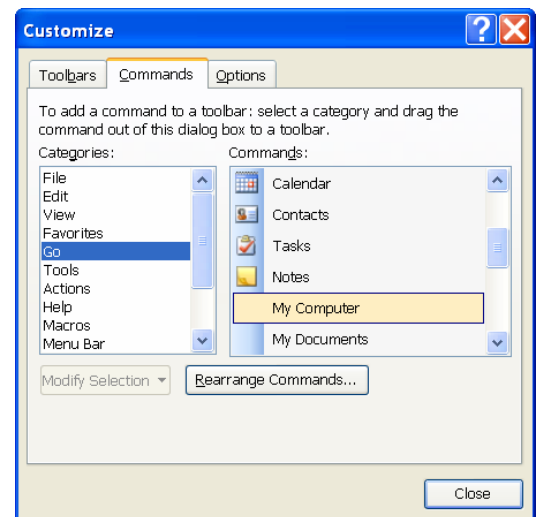 Customize
Toolbars Commands Options
To add a command to a toolbar: select a category and drag the
command out of this dialog box to a toolbar.
Categories:
Commands:
File
Edit
View
Favorites
Go
Tools
Actions
Help
Macros
Menu Bar
Calendar
Contacts
Tasks
Notes
My Computer
My Documents
Modify Selection
Rearrange Commands...
Close